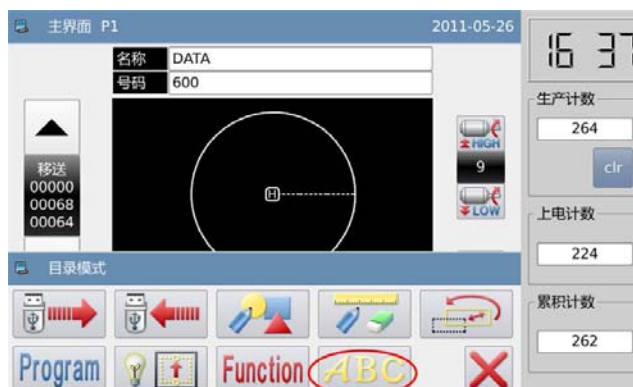 主界面 P1
2011-05-26
名称 DATA
号码 600
16 37
生产计数
264
clr
移送
00000
00068
00064
H
HIGH
9
LOW
上电计数
224
目录模式
累积计数
262
Program
Function
ABC